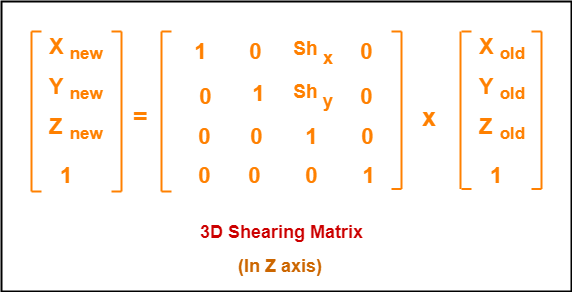 X new 1 0 Sh x 0 X old
Y new 0 1 Sh y 0 Y old
Z new = 0 0 1 0 x Z old
1 0 0 0 1 1
3D Shearing Matrix
(In Z axis)